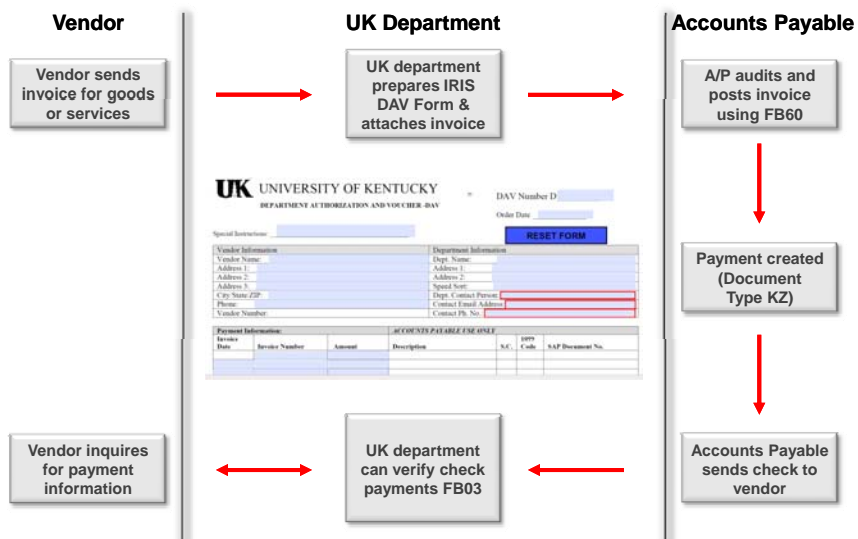 Vendor
UK Department
Accounts Payable
Vendor sends
invoice for goods
or services
UK department
prepares IRIS
DAV Form &
attaches invoice
A/P audits and
posts invoice
using FB60
UK UNIVERSITY OF KENTUCKY
DEPARTMENT AUTHORIZATION AND VOUCHER -DAV
DAV Number D
Order Date
Special Instructions:
RESET FORM
Vendor Information
Department Information
Vendor Name:
Dept. Name:
Address 1:
Address 1:
Address 2:
Address 2:
Address 3:
Speed Sort:
City/State/ZIP:
Dept. Contact Person:
Phone:
Contact Email Address:
Vendor Number:
Contact Ph. No.
Payment Information:
ACCOUNTS PAYABLE USE ONLY
Invoice
Date
Invoice Number
Amount
Description
S.C.
1099
Code
SAP Document No.
Payment created
(Document
Type KZ)
Vendor inquires
for payment
information
UK department
can verify check
payments FB03
Accounts Payable
sends check to
vendor